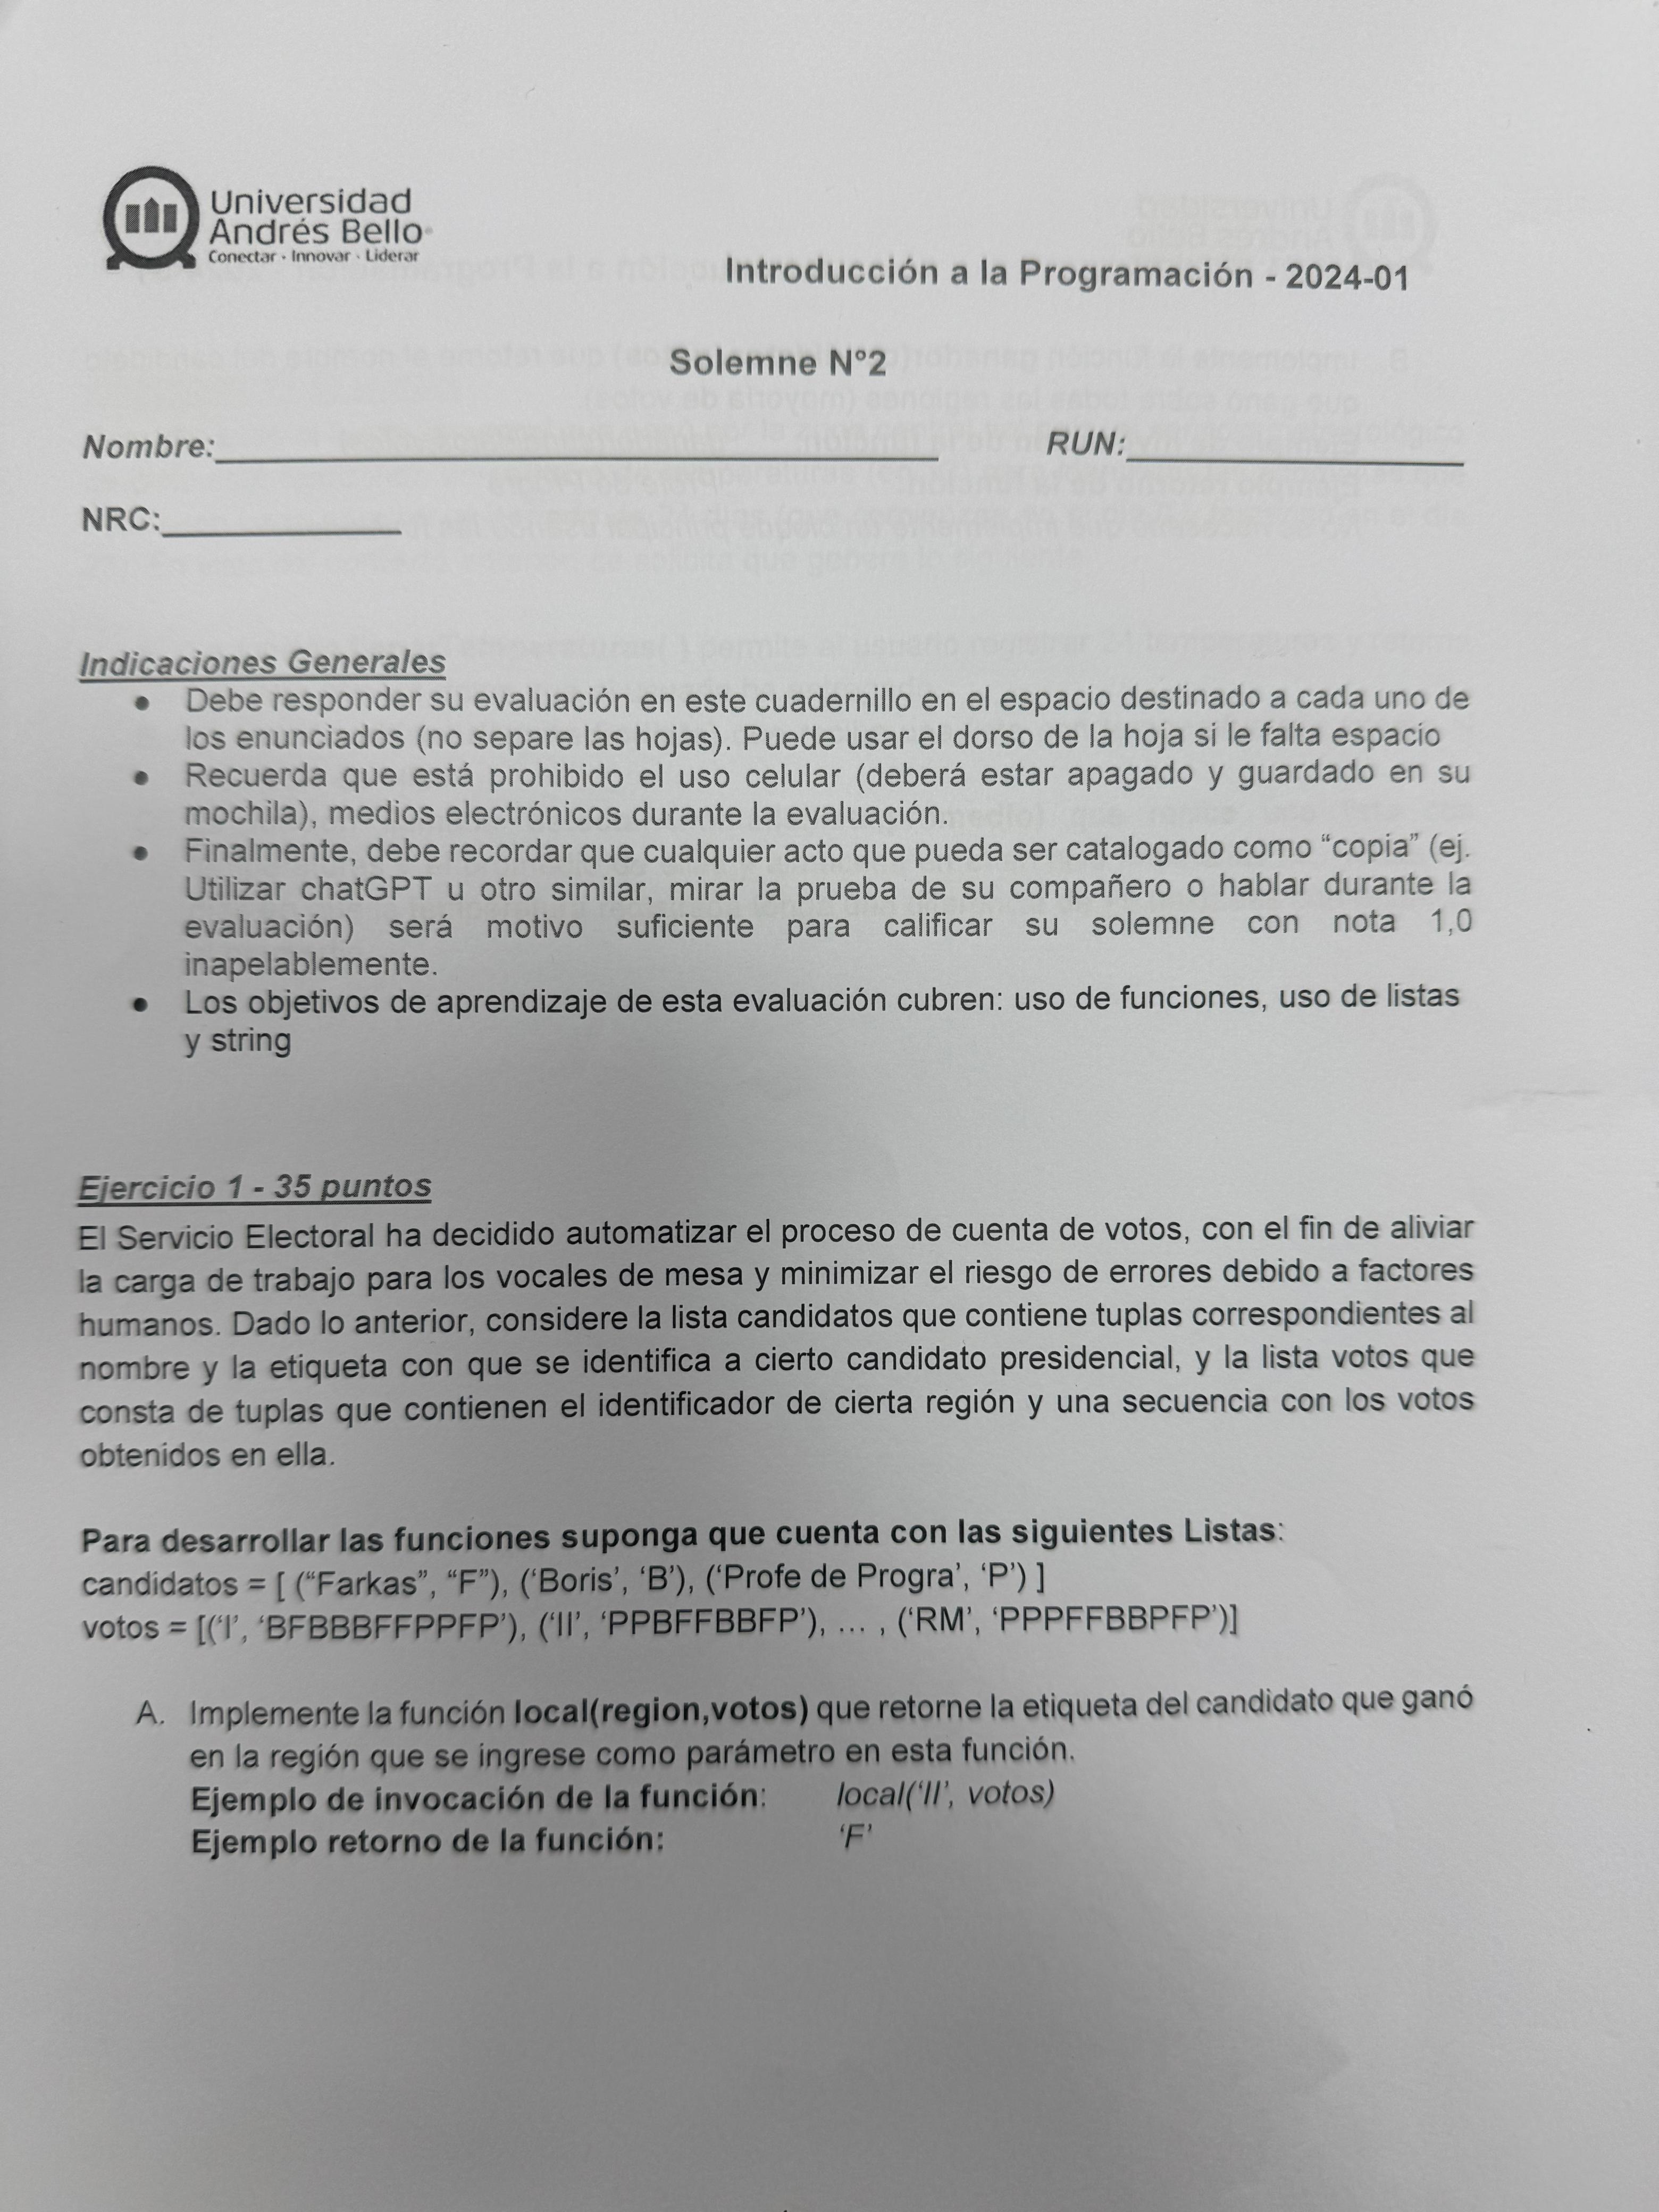 Universidad
Andrés Bello
Conectar · Innovar · Liderar
Introducción a la Programación - 2024-01
Solemne N°2
Nombre: RUN:
NRC:
Indicaciones Generales
• Debe responder su evaluación en este cuadernillo en el espacio destinado a cada uno de
los enunciados (no separe las hojas). Puede usar el dorso de la hoja si le falta espacio
• Recuerda que está prohibido el uso celular (deberá estar apagado y guardado en su
mochila), medios electrónicos durante la evaluación.
• Finalmente, debe recordar que cualquier acto que pueda ser catalogado como “copia” (ej.
Utilizar chatGPT u otro similar, mirar la prueba de su compañero o hablar durante la
evaluación) será motivo suficiente para calificar su solemne con nota 1,0
inapelablemente.
• Los objetivos de aprendizaje de esta evaluación cubren: uso de funciones, uso de listas
y string
Ejercicio 1 - 35 puntos
El Servicio Electoral ha decidido automatizar el proceso de cuenta de votos, con el fin de aliviar
la carga de trabajo para los vocales de mesa y minimizar el riesgo de errores debido a factores
humanos. Dado lo anterior, considere la lista candidatos que contiene tuplas correspondientes al
nombre y la etiqueta con que se identifica a cierto candidato presidencial, y la lista votos que
consta de tuplas que contienen el identificador de cierta región y una secuencia con los votos
obtenidos en ella.
Para desarrollar las funciones suponga que cuenta con las siguientes Listas:
candidatos = [ (“Farkas”, “F”), (‘Boris’, ‘B’), (‘Profe de Progra’, ‘P’) ]
votos = [(‘I’, ‘BFBBBFFPPFP’), (‘II’, ‘PPBFFBBFP’), ... , (‘RM’, ‘PPPFFBBPFP’)]
A. Implemente la función local(region,votos) que retorne la etiqueta del candidato que ganó
en la región que se ingrese como parámetro en esta función.
Ejemplo de invocación de la función: local(‘II’, votos)
Ejemplo retorno de la función: ‘F’